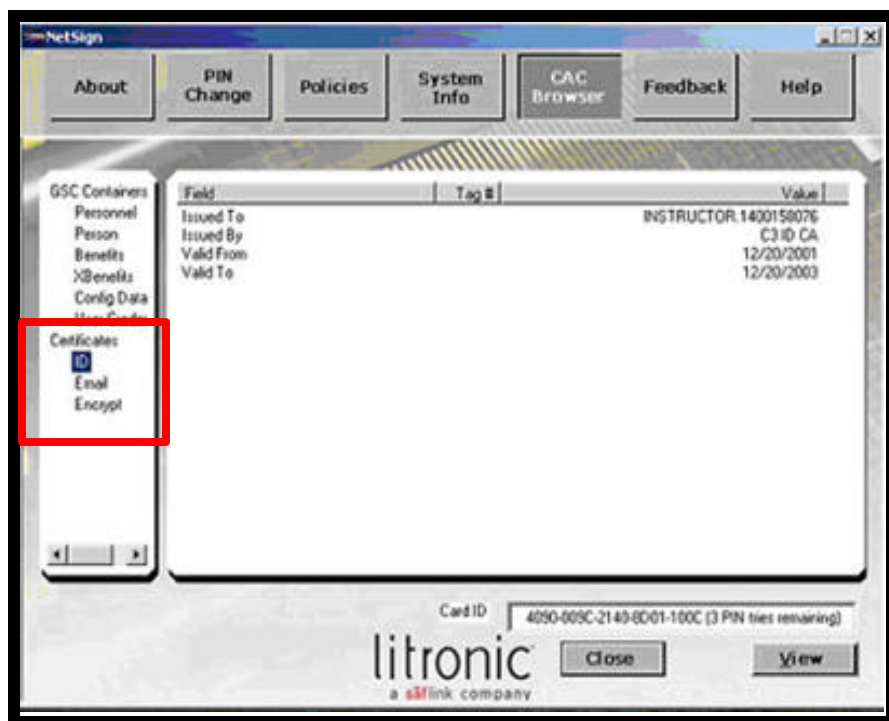 NetSign
About
PIN Change
Policies
System Info
CAC Browser
Feedback
Help
GSC Containers
Personnel
Person
Benefits
XBenefits
Config Data
Certificates
ID
Email
Encrypt
Field Tag # Value
Issued To INSTRUCTOR.1400158076
Issued By C3 ID CA
Valid From 12/20/2001
Valid To 12/20/2003
Card ID 4090-009C-2140-8D01-100C (3 PIN tries remaining)
litronic
a säflink company
Close
View